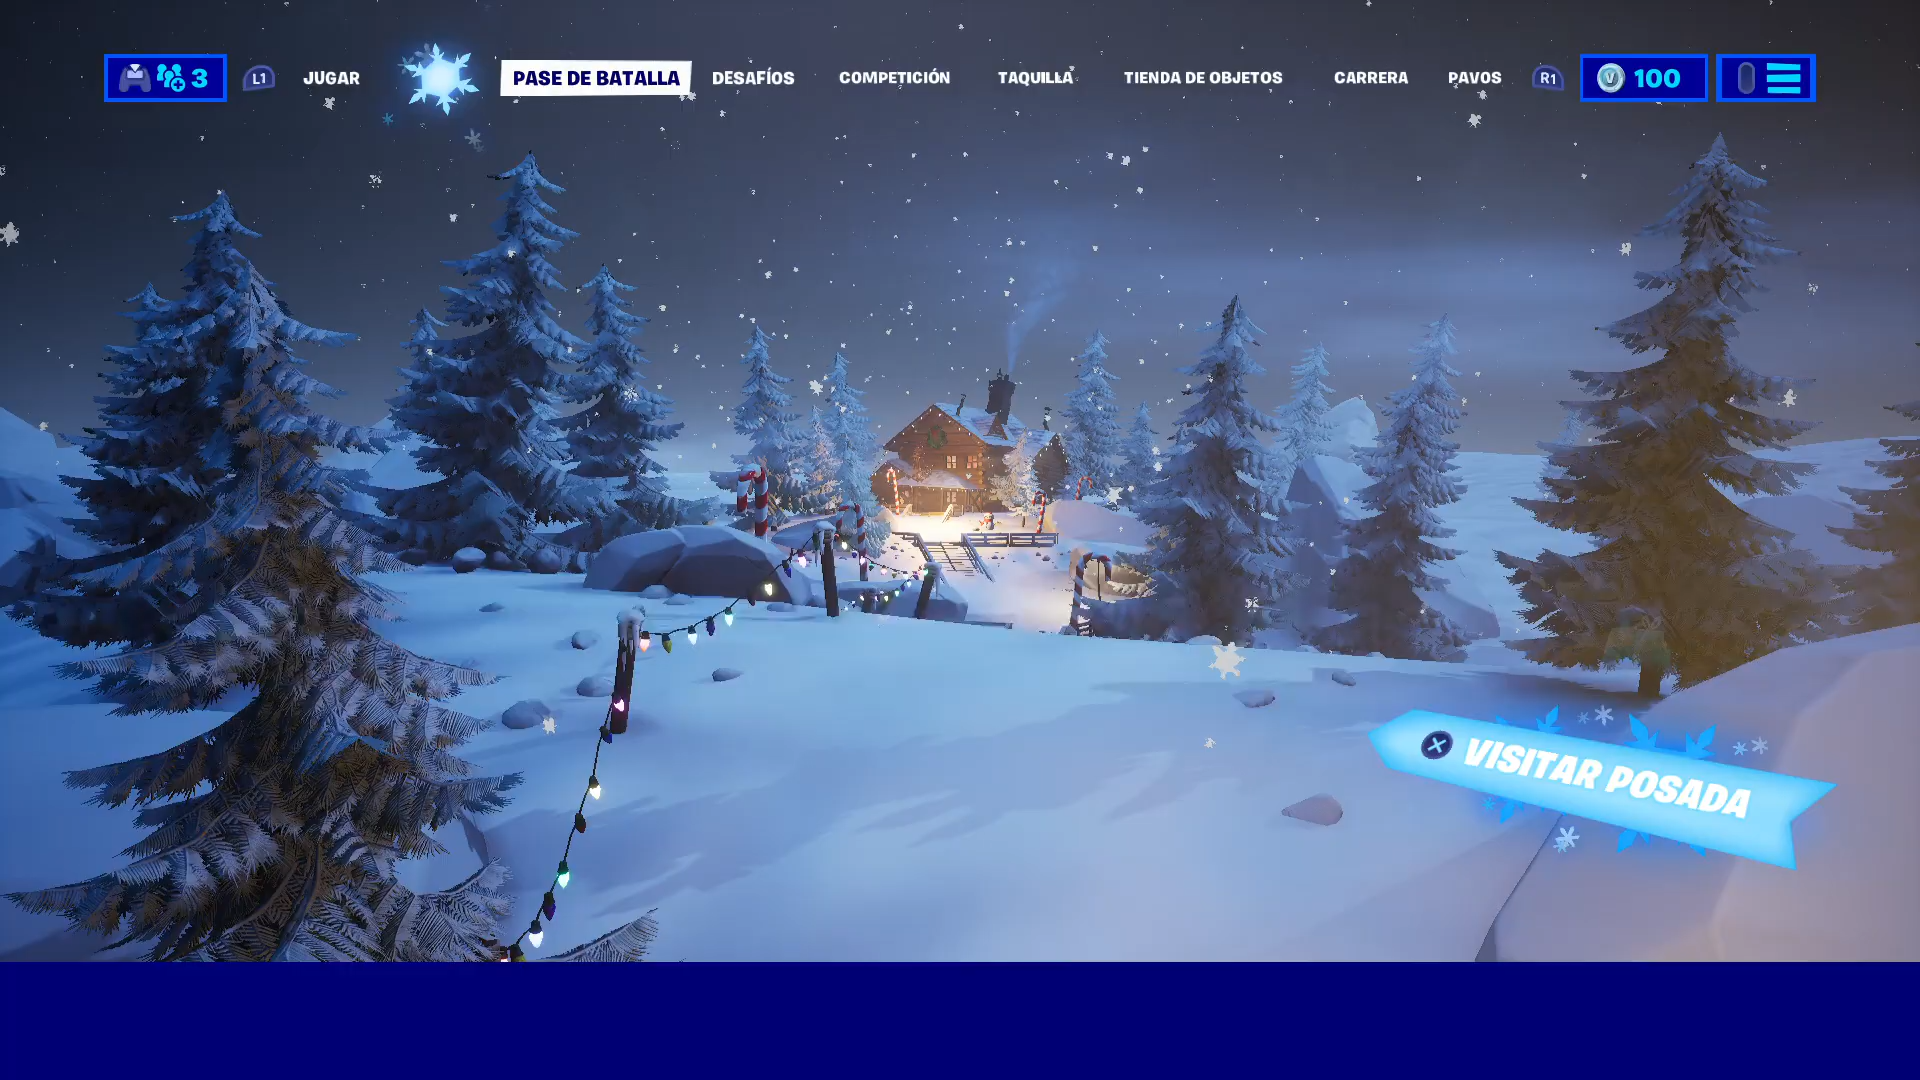 3
L1
JUGAR
PASE DE BATALLA
DESAFÍOS
COMPETICIÓN
TAQUILLA
TIENDA DE OBJETOS
CARRERA
PAVOS
R1
V
100
VISITAR POSADA